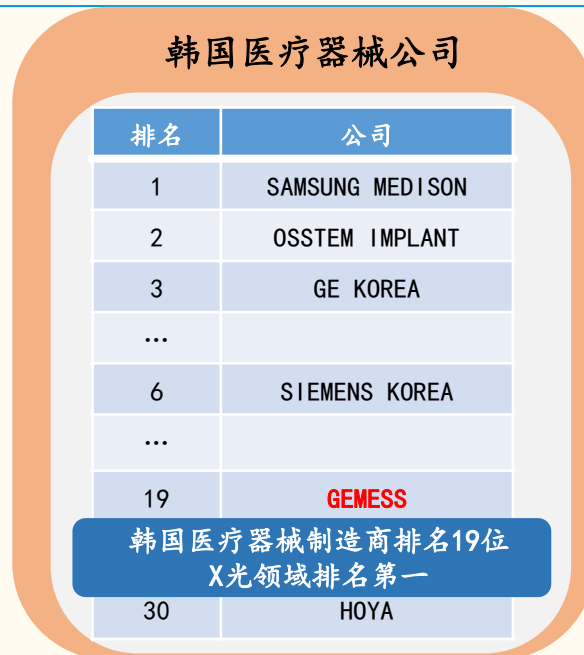 韩国医疗器械公司
排名 公司
1 SAMSUNG MEDISON
2 OSSTEM IMPLANT
3 GE KOREA
…
6 SIEMENS KOREA
…
19 GEMESS
韩国医疗器械制造商排名19位
X光领域排名第一
30 HOYA